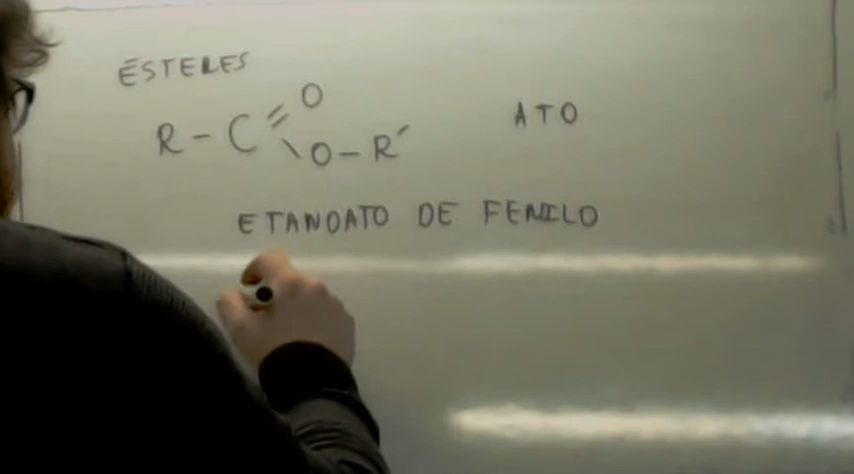 ÉSTERES
R - C = O
\ O - R'
ATO
ETANOATO DE FENILO